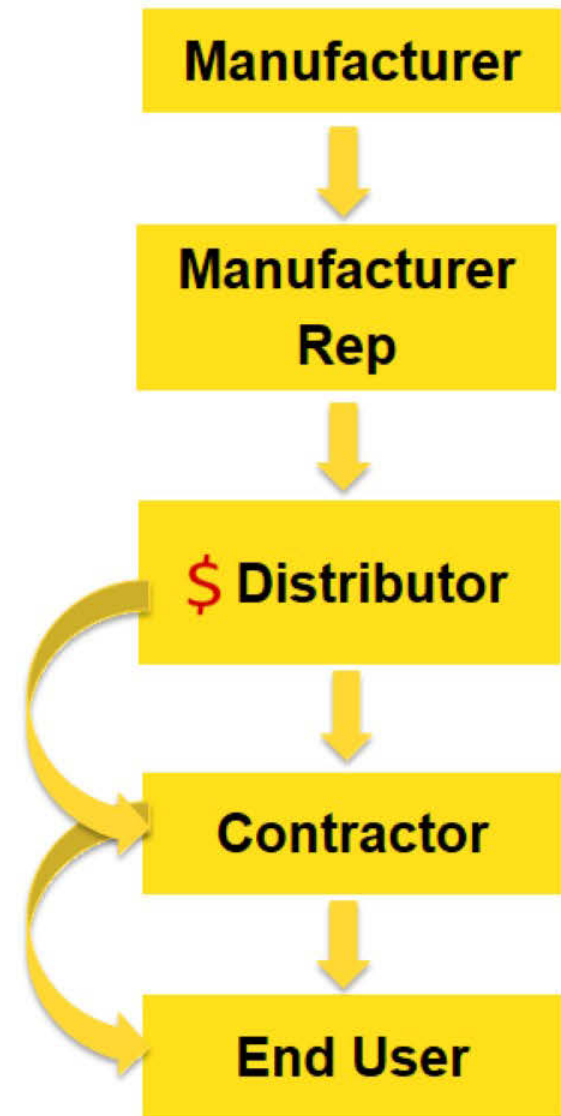 Manufacturer
Manufacturer
Rep
$ Distributor
Contractor
End User